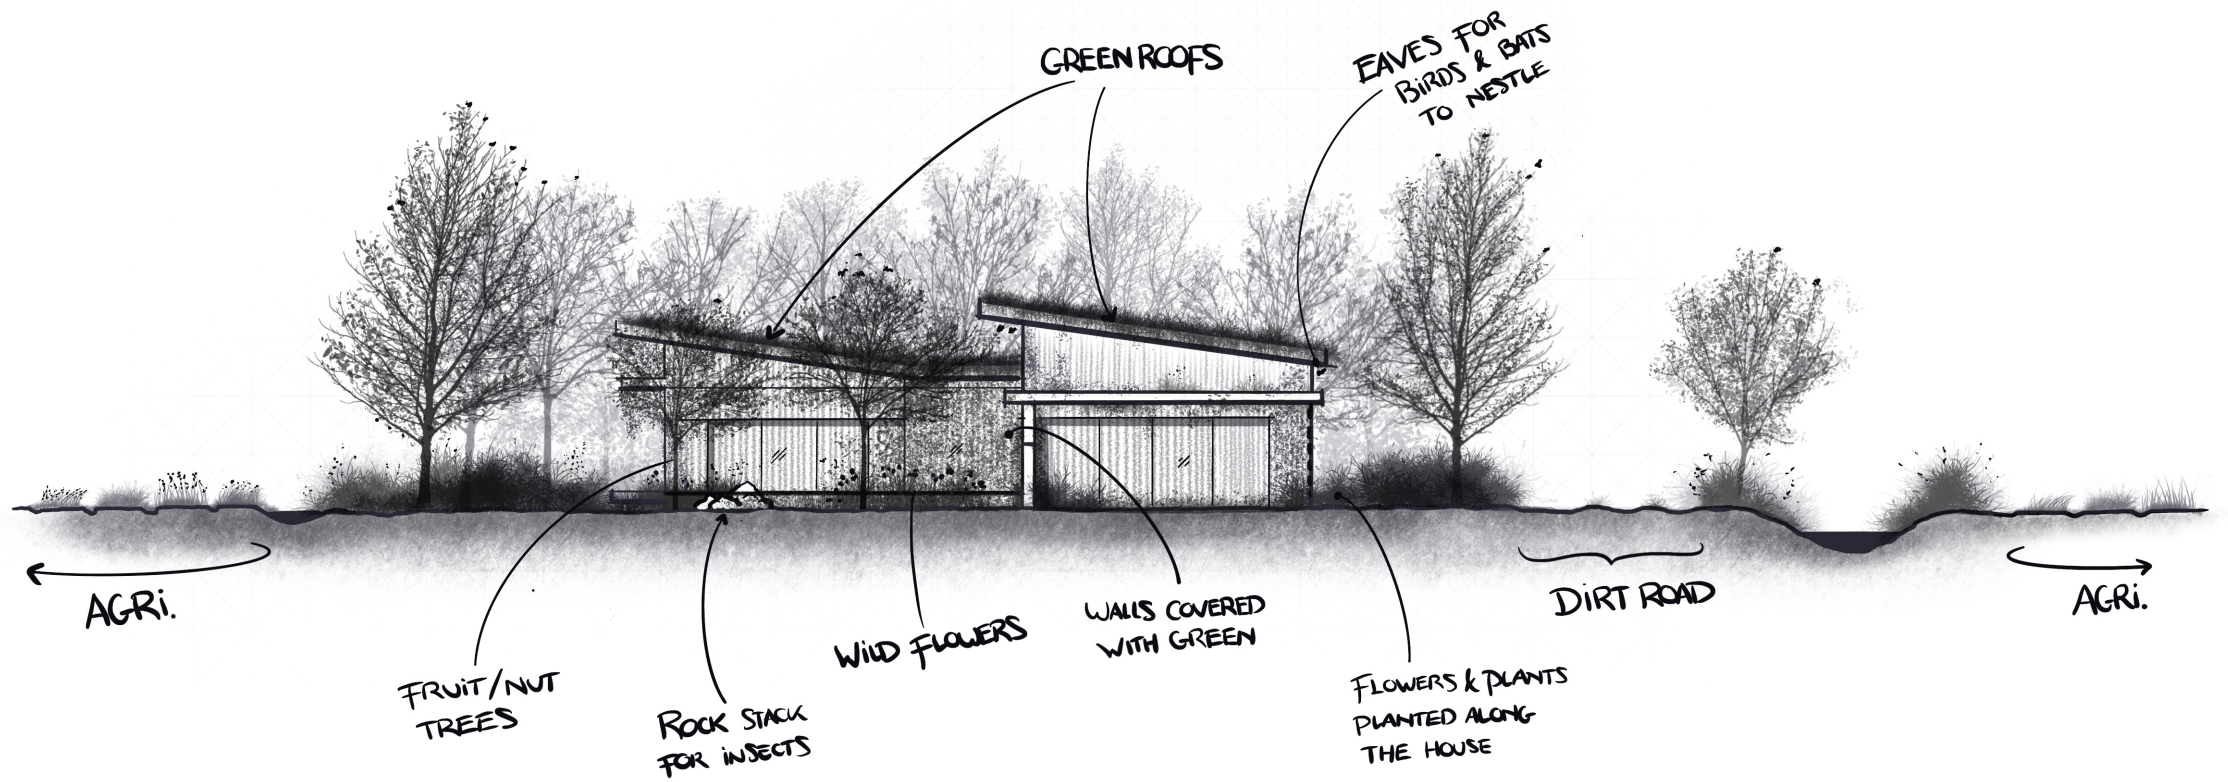 GREEN ROOFS
EAVES FOR
BiRDS & BATS
TO NESTLE
AGRi.
FRUiT/NUT
TREES
ROCK STACK
FOR iNSECTS
WiLD FLOWERS
WALLS COVERED
WiTH GREEN
FLOWERS & PLANTS
PLANTED ALONG
THE HOUSE
DiRT ROAD
AGRi.